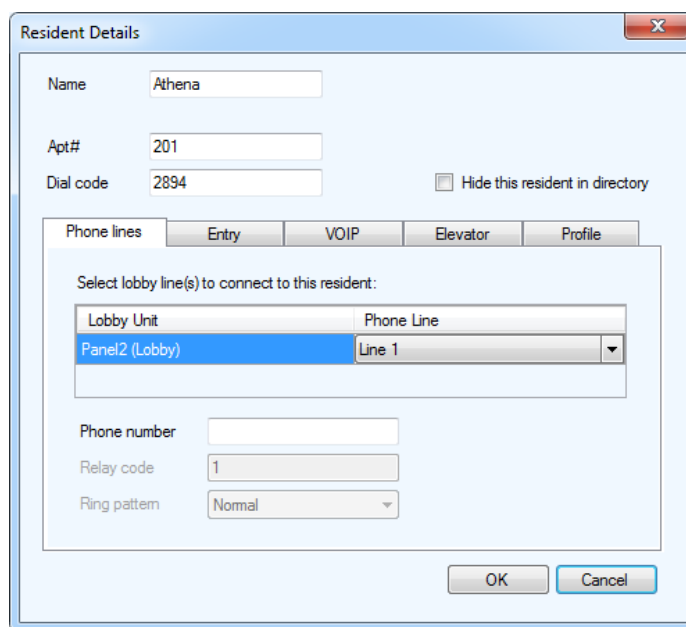 Resident Details
Name Athena
Apt# 201
Dial code 2894 Hide this resident in directory
Phone lines Entry VOIP Elevator Profile
Select lobby line(s) to connect to this resident:
Lobby Unit Phone Line
Panel2 (Lobby) Line 1
Phone number
Relay code 1
Ring pattern Normal
OK Cancel